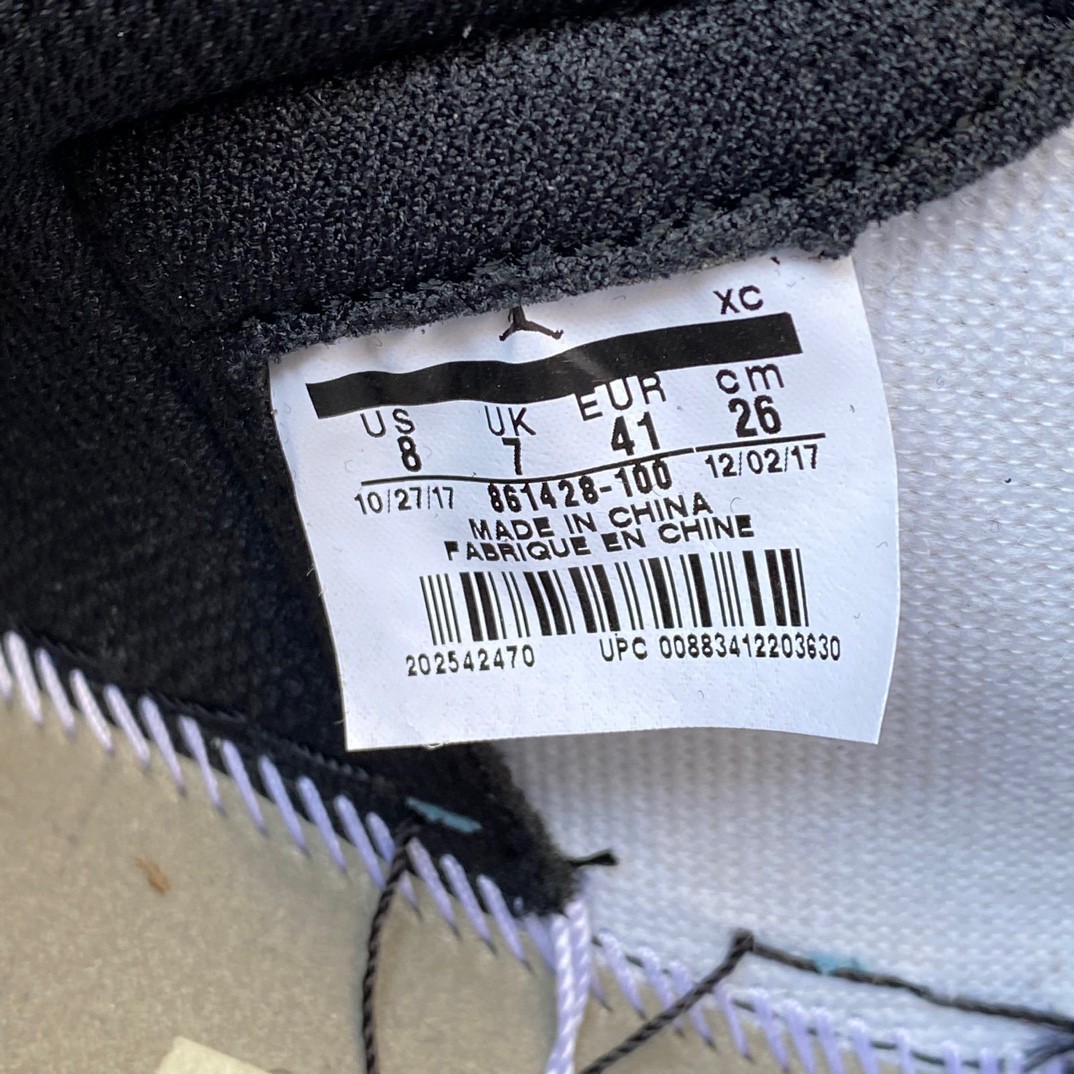 XC
US UK EUR cm
8 7 41 26
10/27/17 861428-100 12/02/17
MADE IN CHINA
FABRIQUE EN CHINE
202542470 UPC 00883412203630